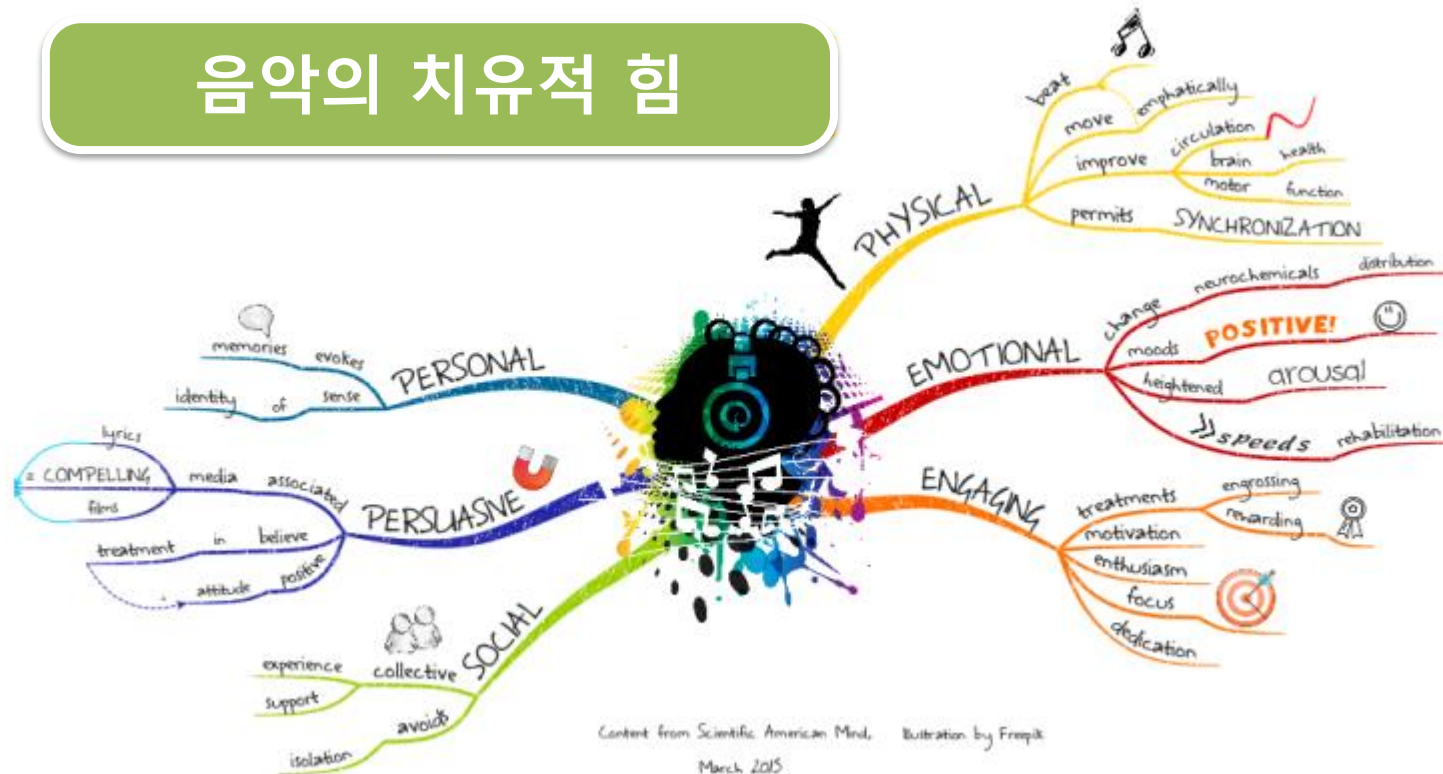 음악의 치유적 힘
PHYSICAL
beat
move emphatically
improve
circulation
brain health
motor function
permits SYNCHRONIZATION
EMOTIONAL
change neurochemicals distribution
moods POSITIVE!
heightened arousal
speeds rehabilitation
ENGAGING
treatments
engrossing
rewarding
motivation
enthusiasm
focus
dedication
PERSONAL
evokes
memories
sense
of
identity
PERSUASIVE
associated
media
lyrics
= COMPELLING
films
believe
in
treatment
positive
attitude
SOCIAL
collective
experience
support
avoids
isolation
Content from Scientific American Mind,
March 2015
Illustration by Freepik